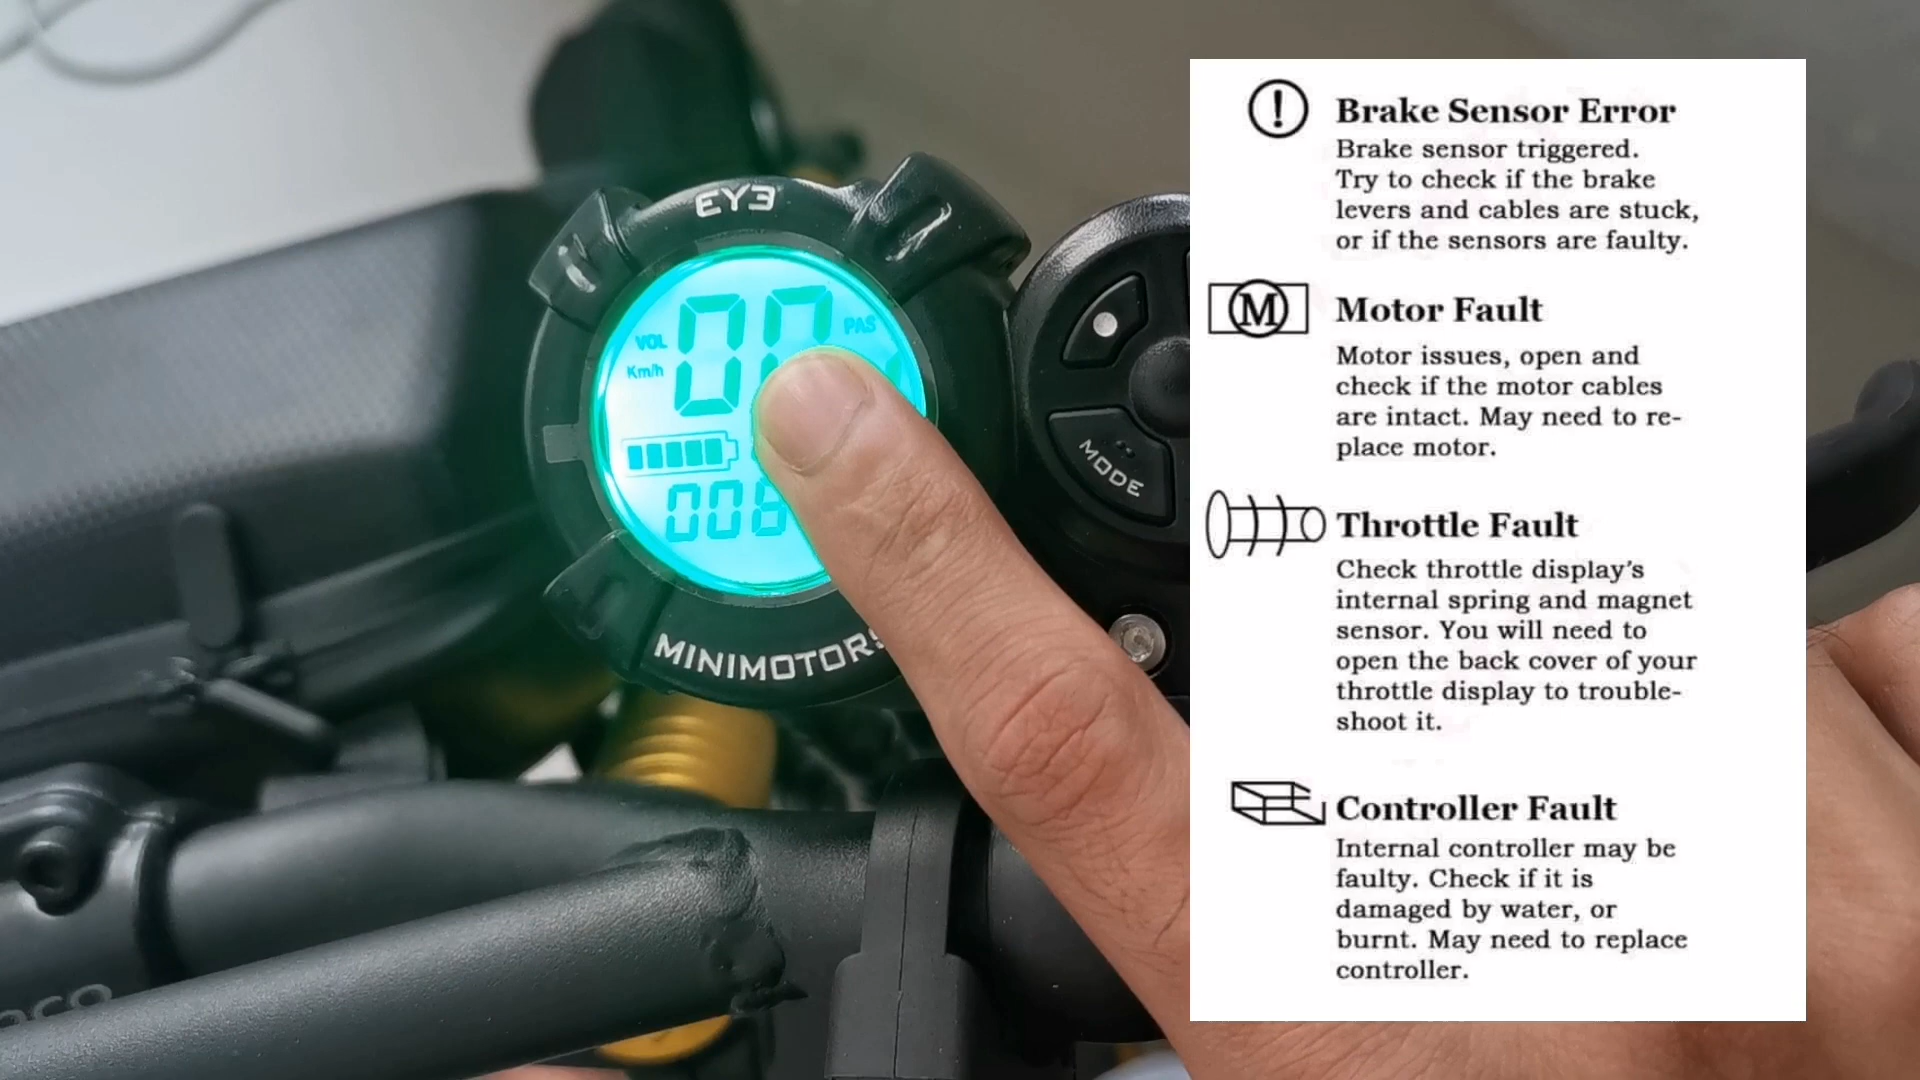 EY3
VOL
PAS
Km/h
MODE
MINIMOTORS
Brake Sensor Error
Brake sensor triggered.
Try to check if the brake
levers and cables are stuck,
or if the sensors are faulty.
M
Motor Fault
Motor issues, open and
check if the motor cables
are intact. May need to re-
place motor.
Throttle Fault
Check throttle display's
internal spring and magnet
sensor. You will need to
open the back cover of your
throttle display to trouble-
shoot it.
Controller Fault
Internal controller may be
faulty. Check if it is
damaged by water, or
burnt. May need to replace
controller.